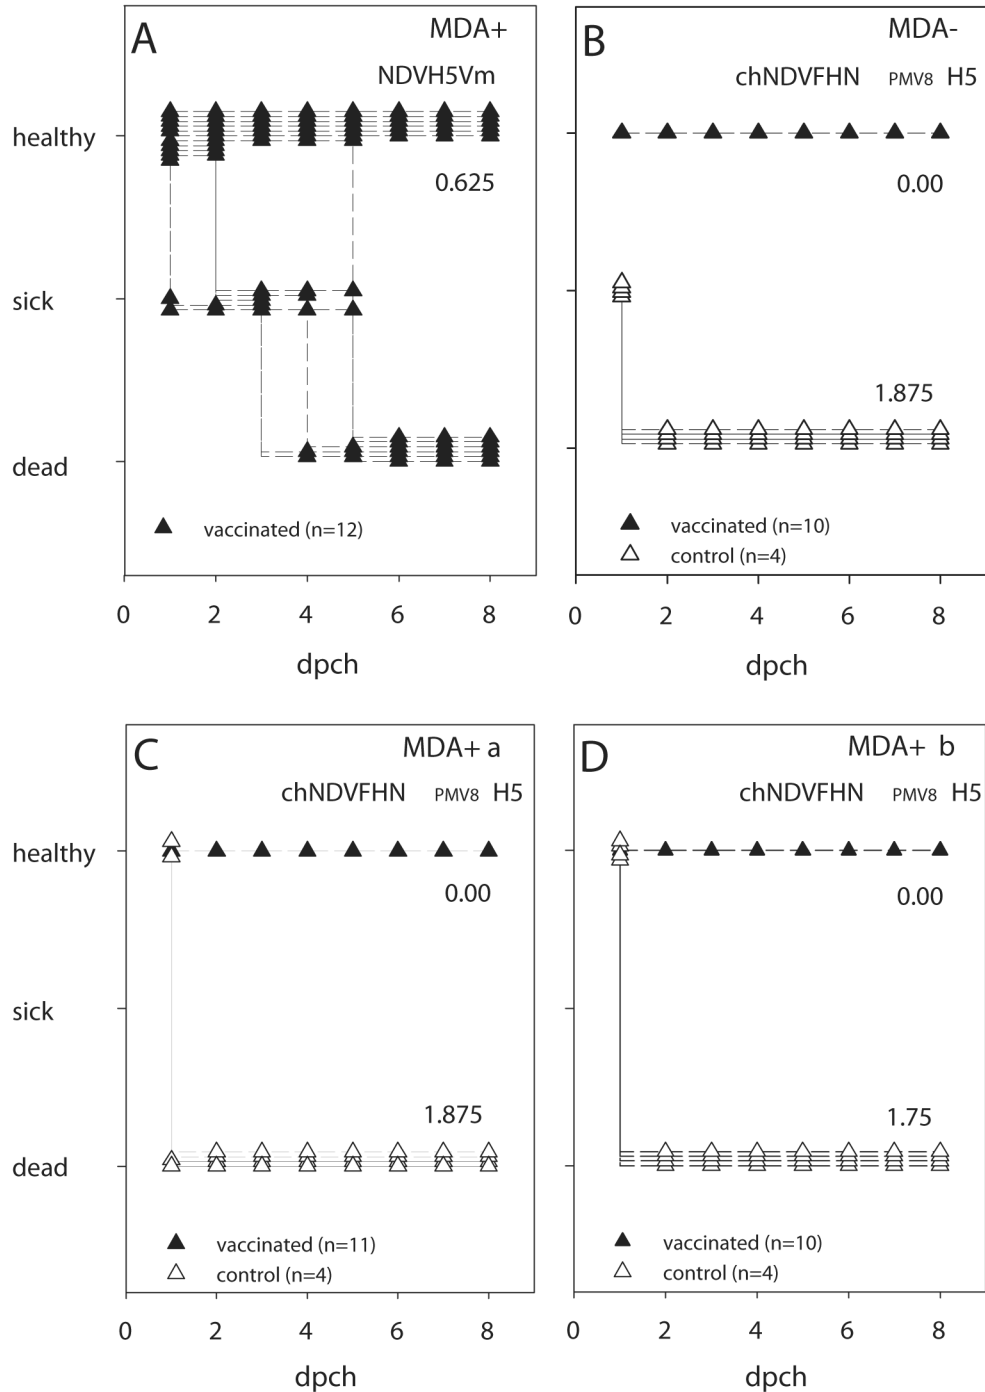 A
MDA+
NDVH5Vm
healthy
0.625
sick
dead
vaccinated (n=12)
0 2 4 6 8
dpch
B
MDA-
chNDVFHN PMV8 H5
0.00
1.875
vaccinated (n=10)
control (n=4)
0 2 4 6 8
dpch
C
MDA+ a
chNDVFHN PMV8 H5
healthy
0.00
sick
1.875
dead
vaccinated (n=11)
control (n=4)
0 2 4 6 8
dpch
D
MDA+ b
chNDVFHN PMV8 H5
0.00
1.75
vaccinated (n=10)
control (n=4)
0 2 4 6 8
dpch